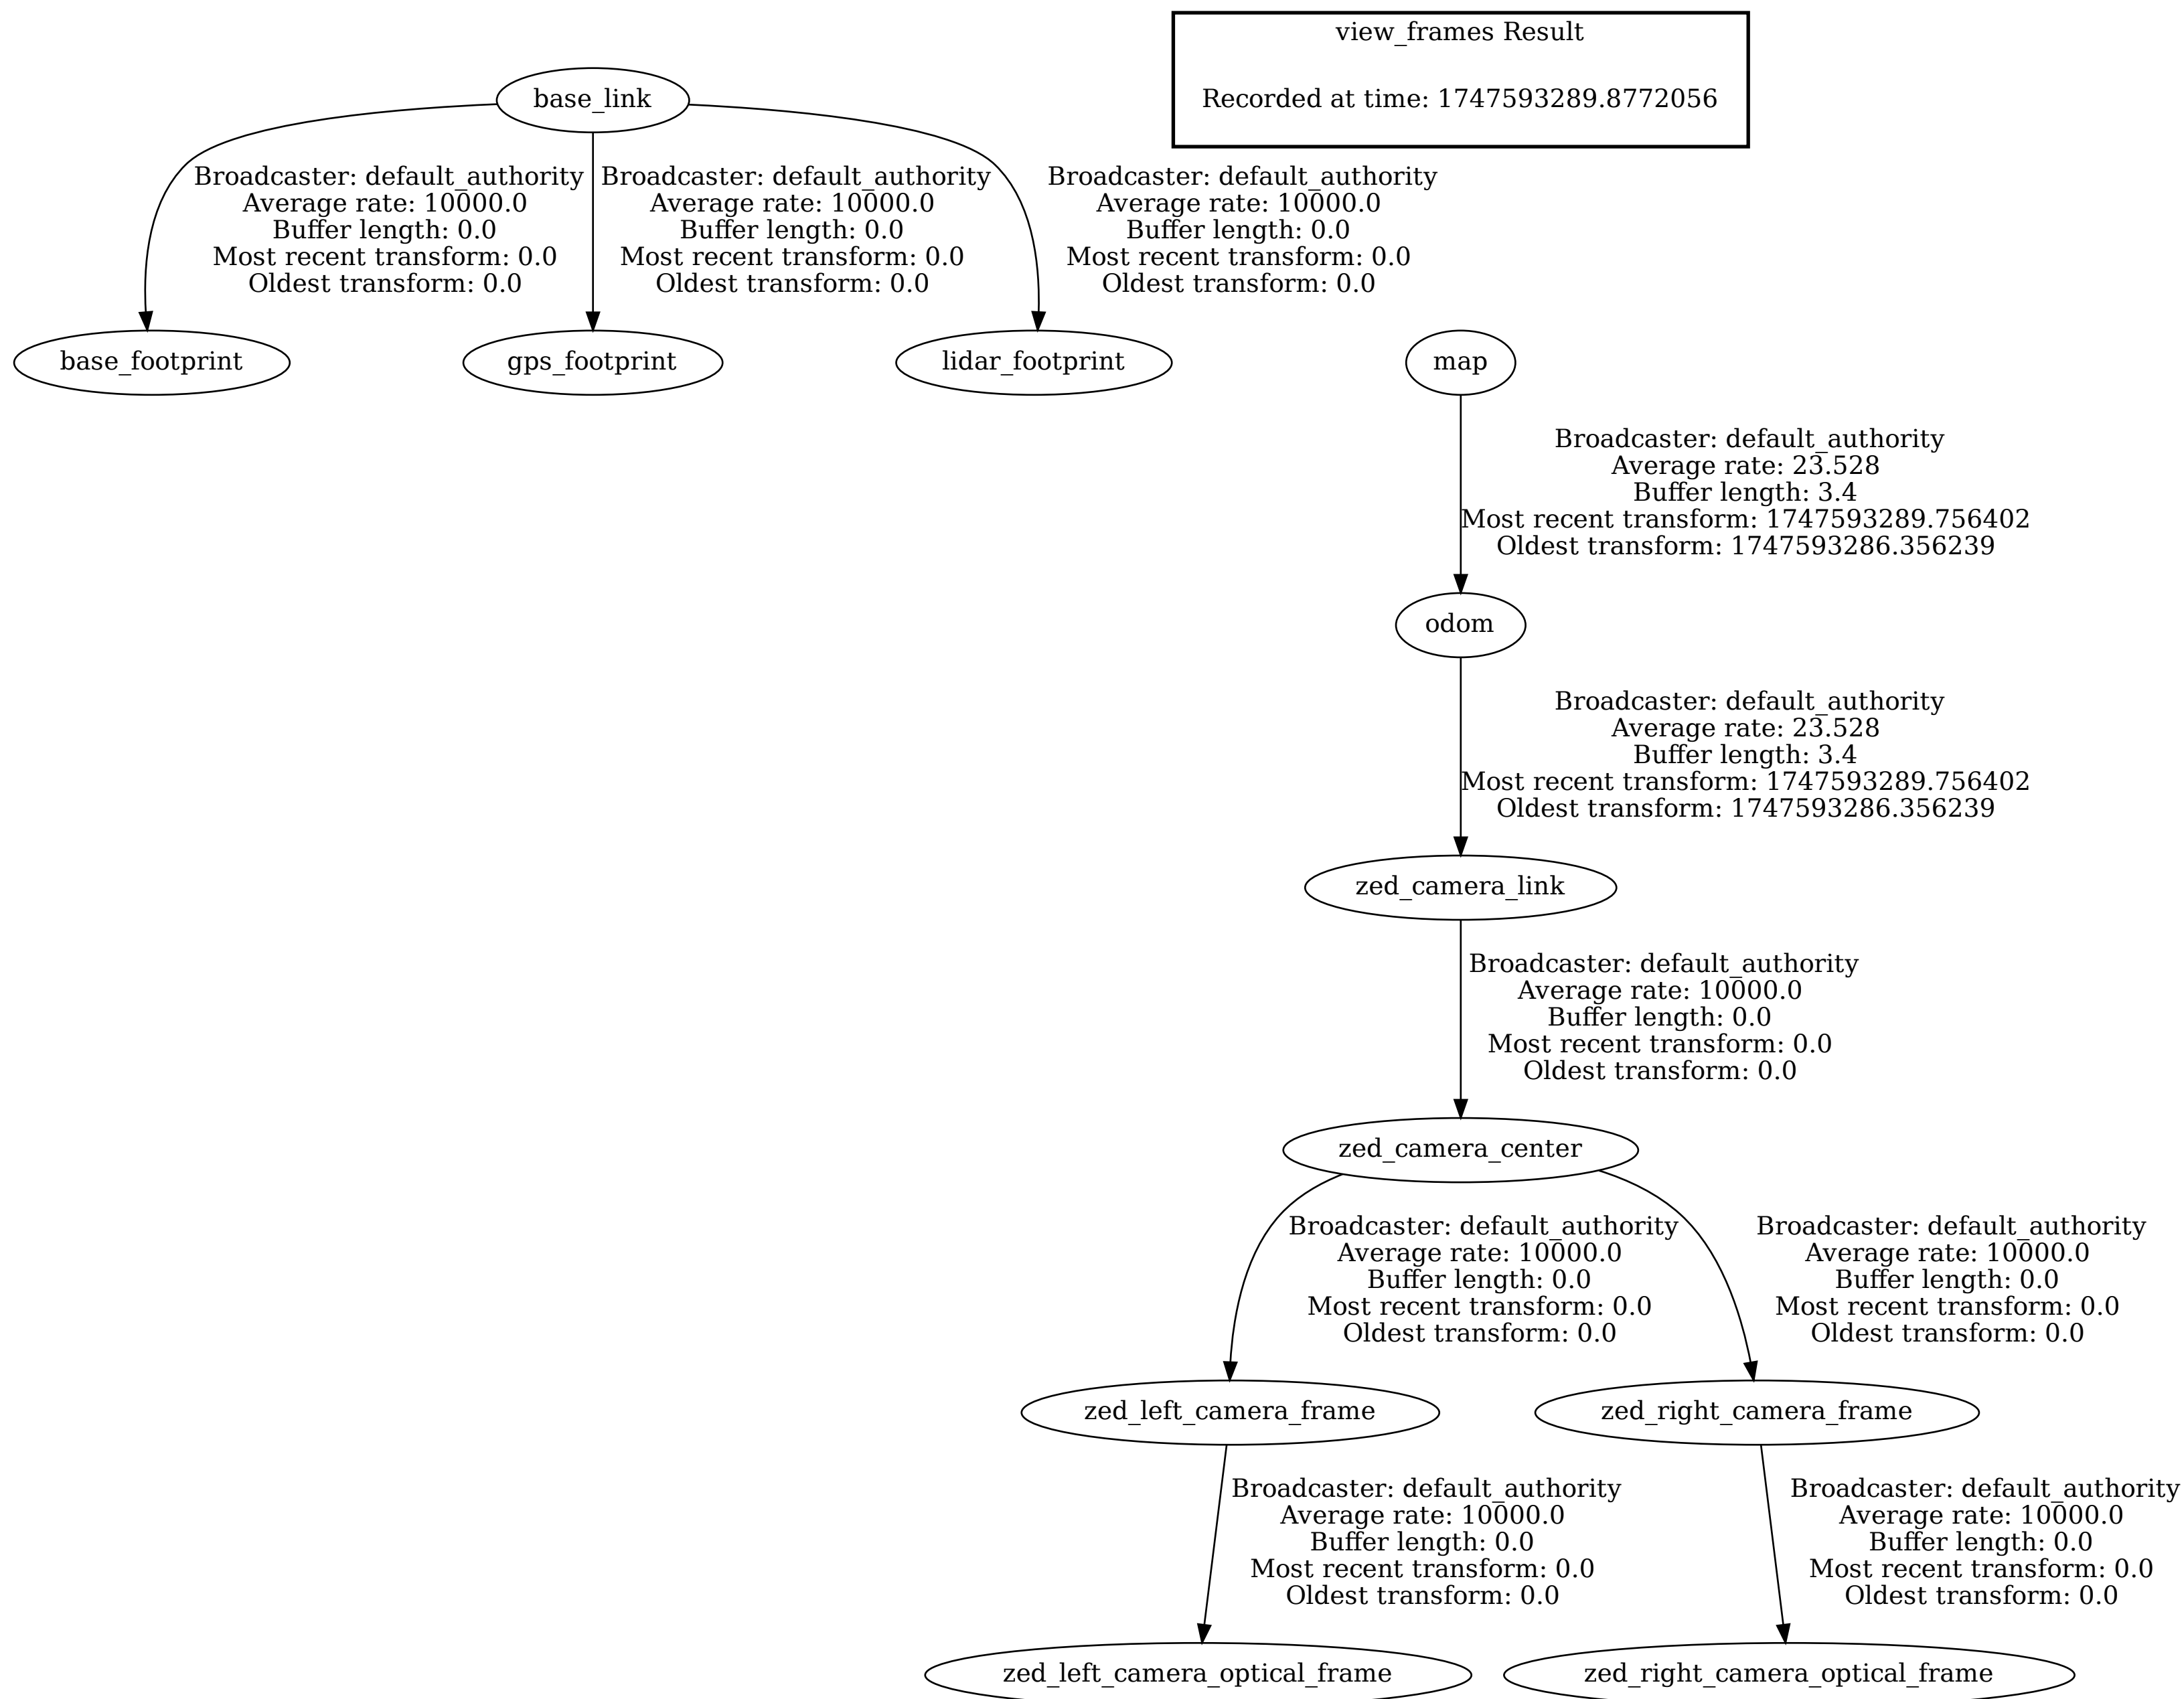 view_frames Result
Recorded at time: 1747593289.8772056
base_link
Broadcaster: default_authority
Average rate: 10000.0
Buffer length: 0.0
Most recent transform: 0.0
Oldest transform: 0.0
Broadcaster: default_authority
Average rate: 10000.0
Buffer length: 0.0
Most recent transform: 0.0
Oldest transform: 0.0
Broadcaster: default_authority
Average rate: 10000.0
Buffer length: 0.0
Most recent transform: 0.0
Oldest transform: 0.0
base_footprint
gps_footprint
lidar_footprint
map
Broadcaster: default_authority
Average rate: 23.528
Buffer length: 3.4
Most recent transform: 1747593289.756402
Oldest transform: 1747593286.356239
odom
Broadcaster: default_authority
Average rate: 23.528
Buffer length: 3.4
Most recent transform: 1747593289.756402
Oldest transform: 1747593286.356239
zed_camera_link
Broadcaster: default_authority
Average rate: 10000.0
Buffer length: 0.0
Most recent transform: 0.0
Oldest transform: 0.0
zed_camera_center
Broadcaster: default_authority
Average rate: 10000.0
Buffer length: 0.0
Most recent transform: 0.0
Oldest transform: 0.0
Broadcaster: default_authority
Average rate: 10000.0
Buffer length: 0.0
Most recent transform: 0.0
Oldest transform: 0.0
zed_left_camera_frame
zed_right_camera_frame
Broadcaster: default_authority
Average rate: 10000.0
Buffer length: 0.0
Most recent transform: 0.0
Oldest transform: 0.0
Broadcaster: default_authority
Average rate: 10000.0
Buffer length: 0.0
Most recent transform: 0.0
Oldest transform: 0.0
zed_left_camera_optical_frame
zed_right_camera_optical_frame